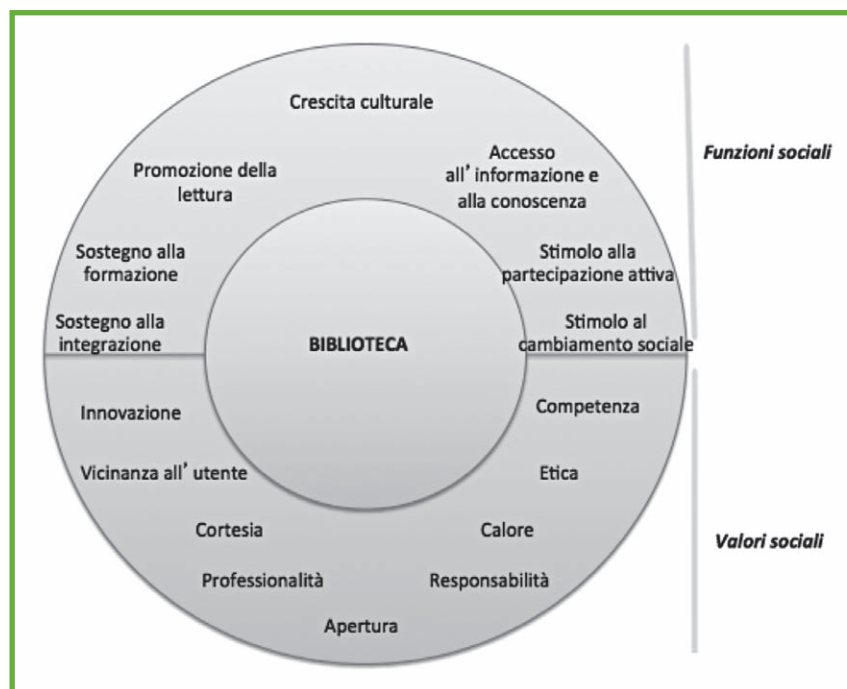 Crescita culturale
Promozione della
lettura
Accesso
all' informazione e
alla conoscenza
Funzioni sociali
Sostegno alla
formazione
Stimolo alla
partecipazione attiva
Sostegno alla
integrazione
BIBLIOTECA
Stimolo al
cambiamento sociale
Innovazione
Competenza
Vicinanza all' utente
Etica
Cortesia
Calore
Valori sociali
Professionalità
Responsabilità
Apertura